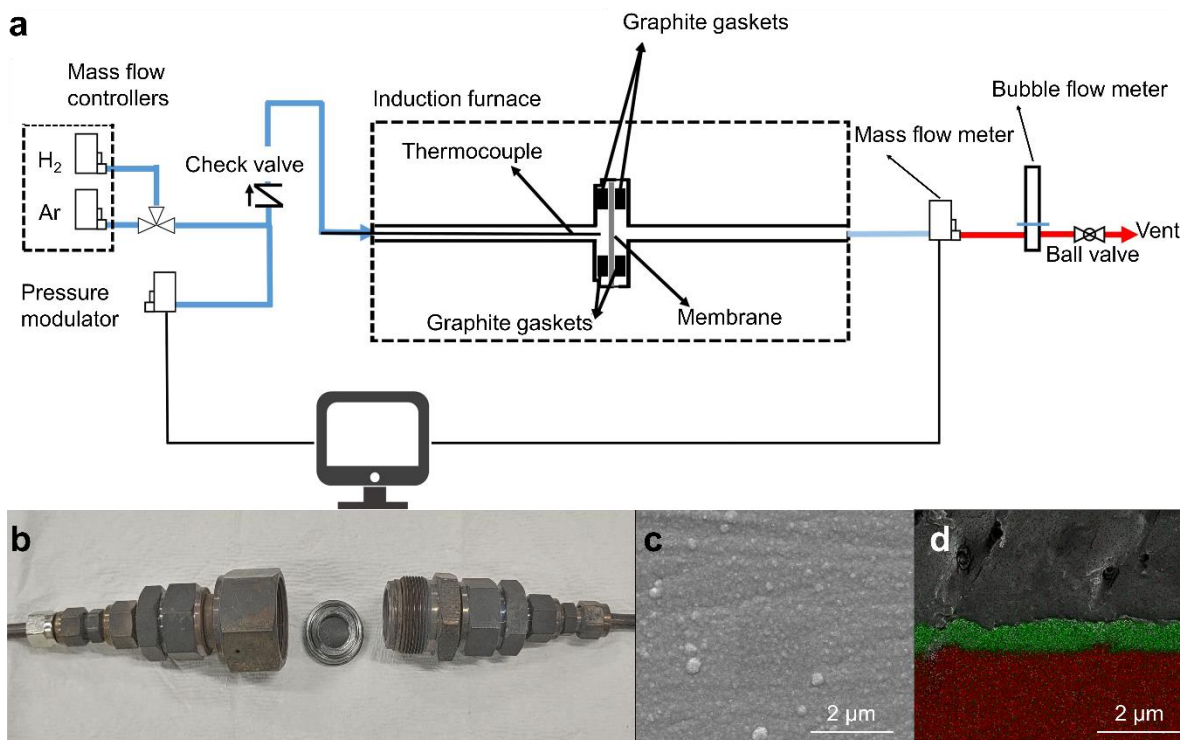 a
Graphite gaskets
Mass flow
controllers
Induction furnace
Bubble flow meter
Mass flow meter
H₂
Check valve
Thermocouple
Ar
Vent
Ball valve
Pressure
modulator
Graphite gaskets
Membrane
b
c
d
2 μm
2 μm